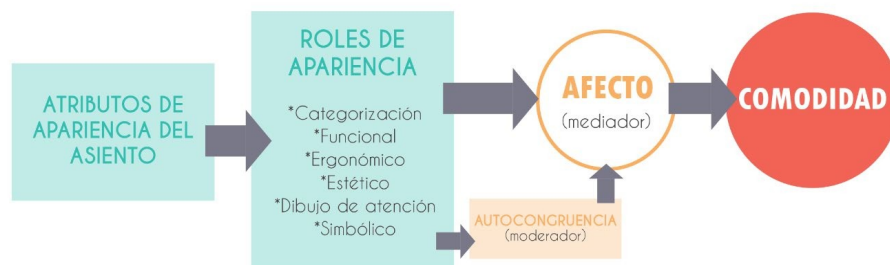 ATRIBUTOS DE
APARIENCIA DEL
ASIENTO
ROLES DE
APARIENCIA
*Categorización
*Funcional
*Ergonómico
*Estético
*Dibujo de atención
*Simbólico
AUTOCONGRUENCIA
(moderador)
AFECTO
(mediador)
COMODIDAD